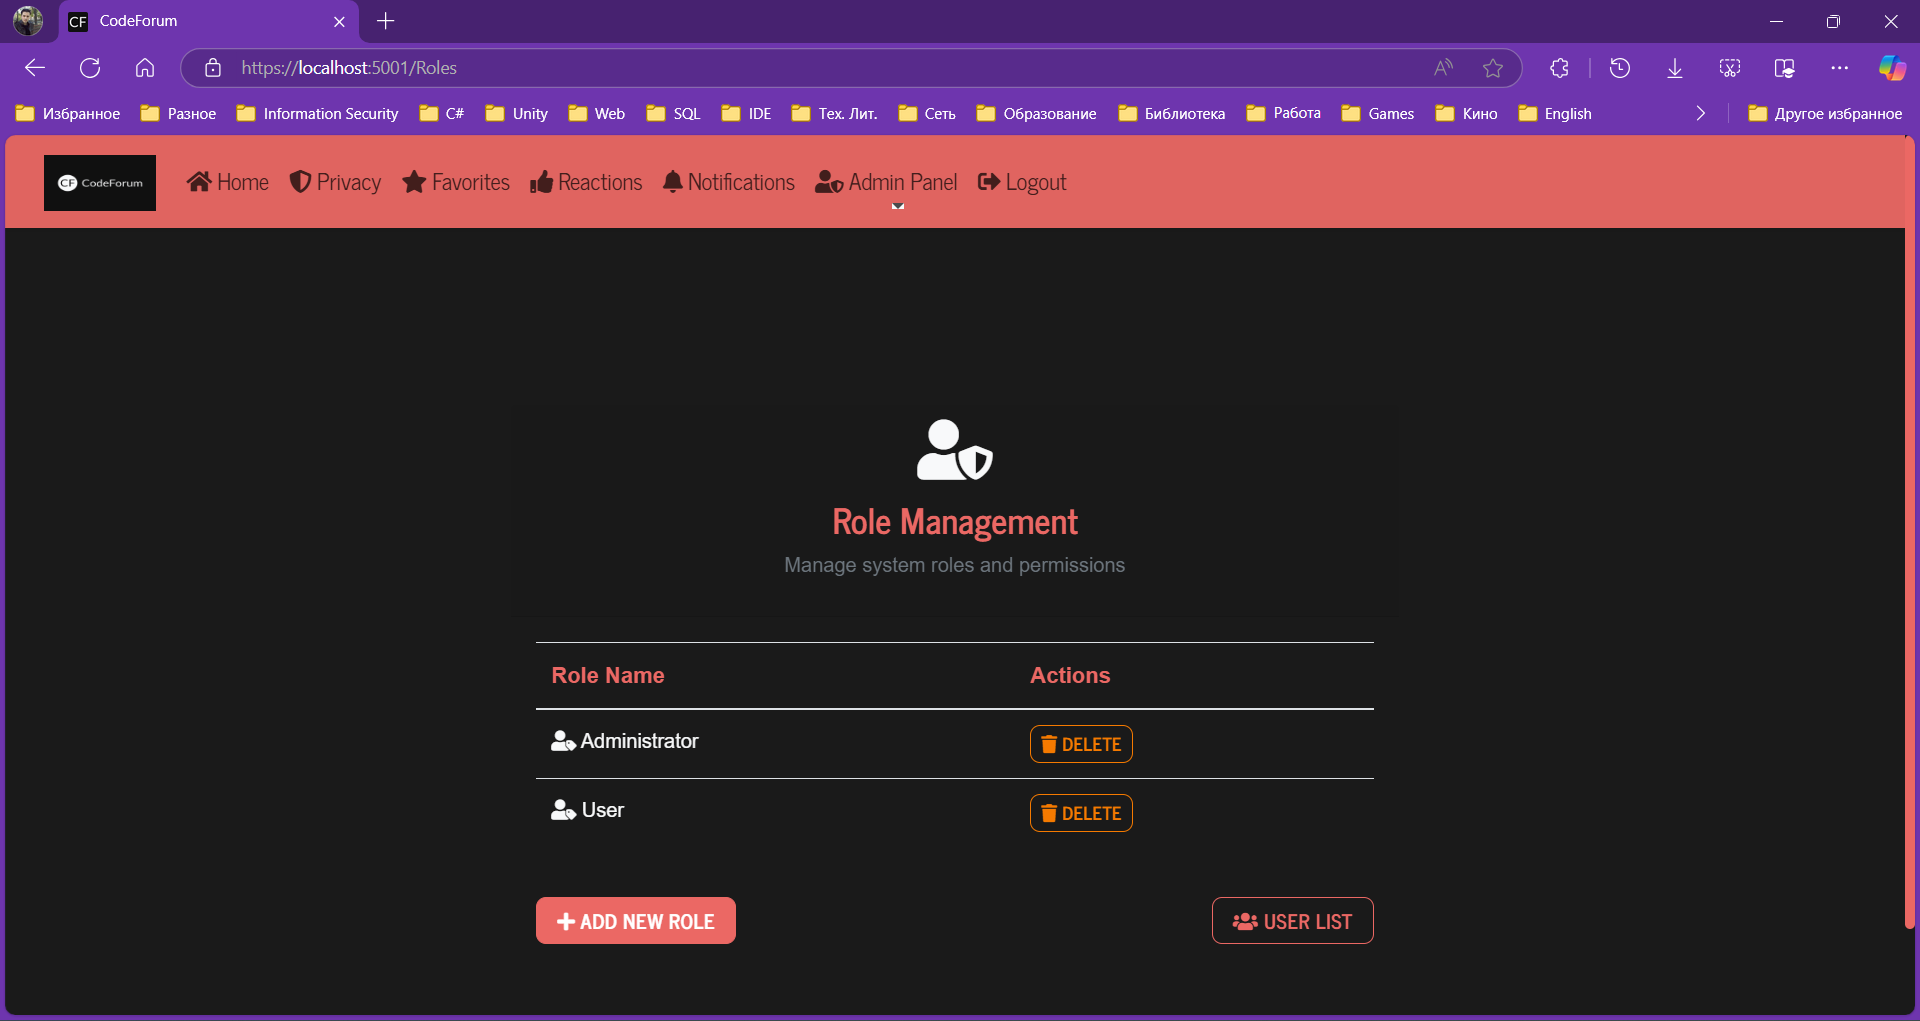 CF CodeForum
https://localhost:5001/Roles
Избранное Разное Information Security C# Unity Web SQL IDE Тех. Лит. Сеть Образование Библиотека Работа Games Кино English Другое избранное
CF CodeForum Home Privacy Favorites Reactions Notifications Admin Panel Logout
Role Management
Manage system roles and permissions
Role Name Actions
Administrator DELETE
User DELETE
ADD NEW ROLE USER LIST